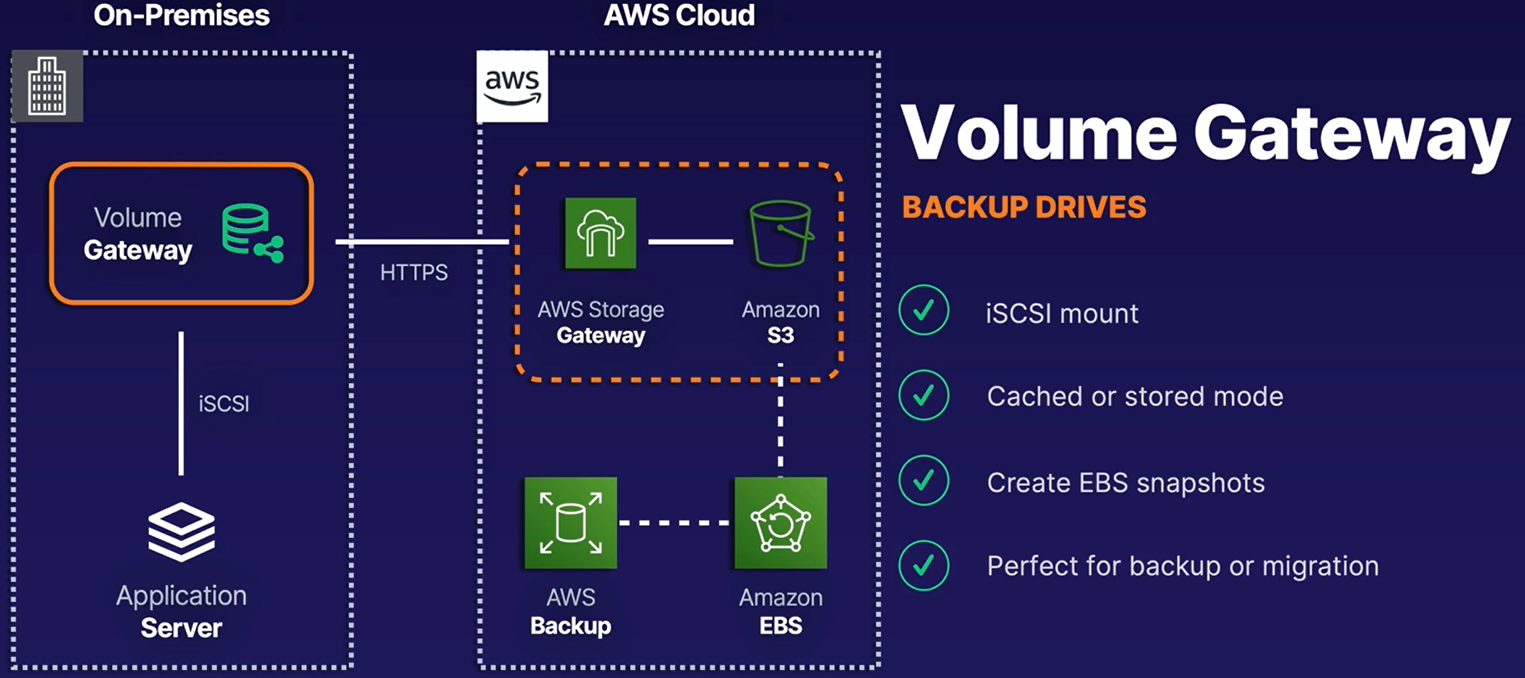 On-Premises
AWS Cloud
aws
Volume
Gateway
HTTPS
AWS Storage
Gateway
Amazon
S3
iSCSI
Application
Server
AWS
Backup
Amazon
EBS
Volume Gateway
BACKUP DRIVES
iSCSI mount
Cached or stored mode
Create EBS snapshots
Perfect for backup or migration